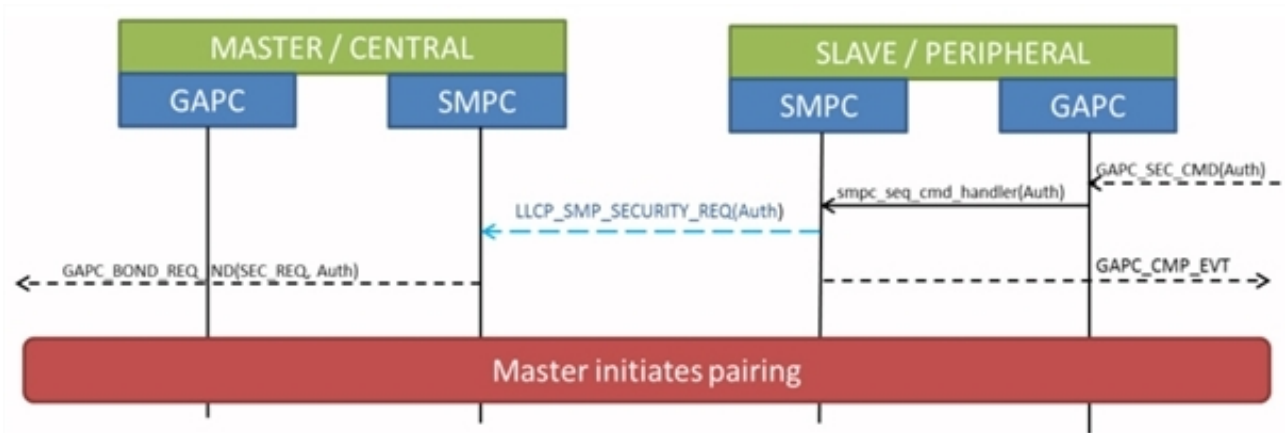 MASTER / CENTRAL
SLAVE / PERIPHERAL
GAPC
SMPC
SMPC
GAPC
GAPC_SEC_CMD(Auth)
smpc_seq_cmd_handler(Auth)
LLCP_SMP_SECURITY_REQ(Auth)
GAPC_BOND_REQ_IND(SEC_REQ, Auth)
GAPC_CMP_EVT
Master initiates pairing